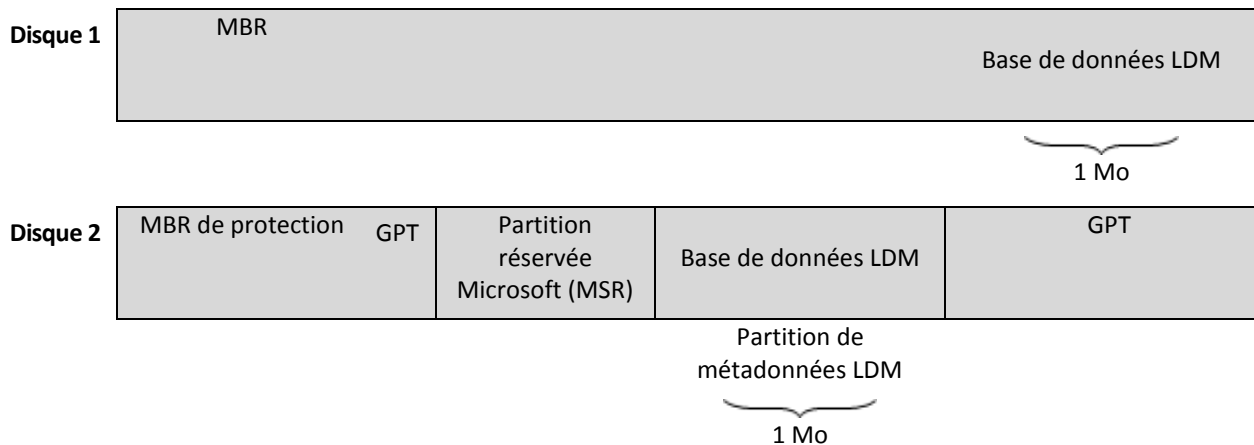 Disque 1
MBR
Base de données LDM
1 Mo
Disque 2
MBR de protection
GPT
Partition
réservée
Microsoft (MSR)
Base de données LDM
GPT
Partition de
métadonnées LDM
1 Mo